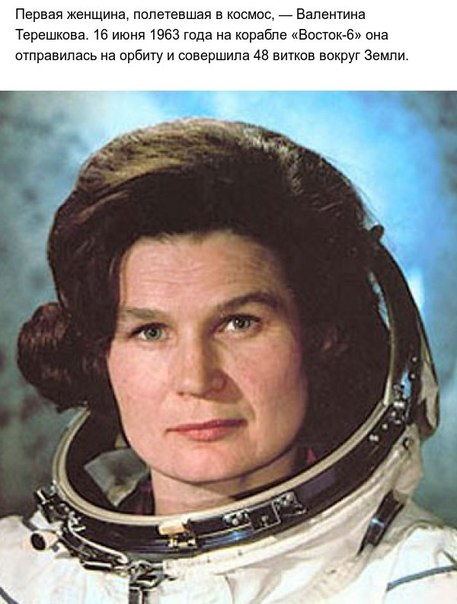 Первая женщина, полетевшая в космос, — Валентина
Терешкова. 16 июня 1963 года на корабле «Восток-6» она
отправилась на орбиту и совершила 48 витков вокруг Земли.